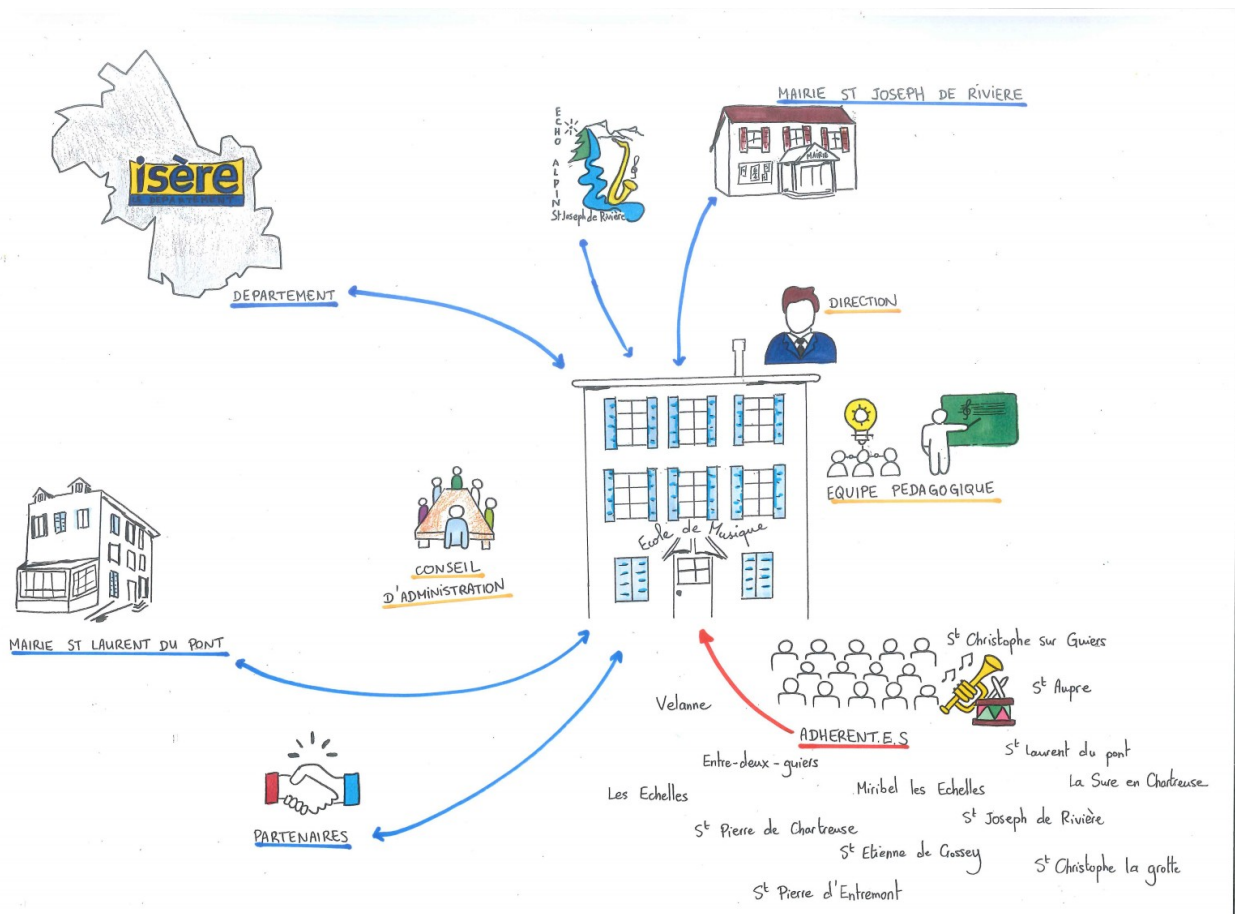 MAIRIE ST JOSEPH DE RIVIERE
ECHO ALPIN
St Joseph de Rivière
MAIRIE
isère
LE DEPARTEMENT
DEPARTEMENT
DIRECTION
EQUIPE PEDAGOGIQUE
CONSEIL
D'ADMINISTRATION
Ecole de Musique
MAIRIE ST LAURENT DU PONT
PARTENAIRES
ADHERENT.E.S
St Christophe sur Guiers
St Aupre
Velanne
St Laurent du pont
Entre-deux-guiers
La Sure en Chartreuse
Les Echelles
Miribel les Echelles
St Joseph de Rivière
St Pierre de Chartreuse
St Etienne de Crossey
St Christophe la grotte
St Pierre d'Entremont